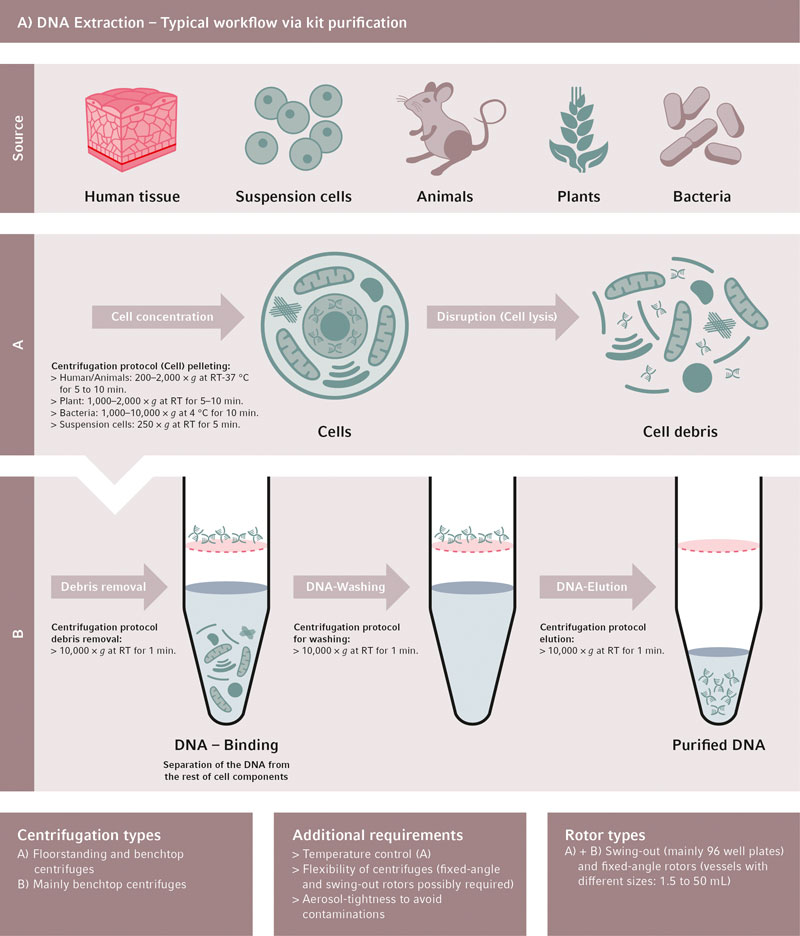 A) DNA Extraction – Typical workflow via kit purification
Source
Human tissue
Suspension cells
Animals
Plants
Bacteria
A
Cell concentration
Disruption (Cell lysis)
Centrifugation protocol (Cell) pelleting:
> Human/Animals: 200–2,000 × g at RT-37 °C
for 5 to 10 min.
> Plant: 1,000–2,000 × g at RT for 5–10 min.
> Bacteria: 1,000–10,000 × g at 4 °C for 10 min.
> Suspension cells: 250 × g at RT for 5 min.
Cells
Cell debris
B
Debris removal
Centrifugation protocol
debris removal:
> 10,000 × g at RT for 1 min.
DNA-Washing
Centrifugation protocol
for washing:
> 10,000 × g at RT for 1 min.
DNA-Elution
Centrifugation protocol
elution:
> 10,000 × g at RT for 1 min.
DNA – Binding
Separation of the DNA from
the rest of cell components
Purified DNA
Centrifugation types
A) Floorstanding and benchtop
centrifuges
B) Mainly benchtop centrifuges
Additional requirements
> Temperature control (A)
> Flexibility of centrifuges (fixed-angle
and swing-out rotors possibly required)
> Aerosol-tightness to avoid
contaminations
Rotor types
A) + B) Swing-out (mainly 96 well plates)
and fixed-angle rotors (vessels with
different sizes: 1.5 to 50 mL)